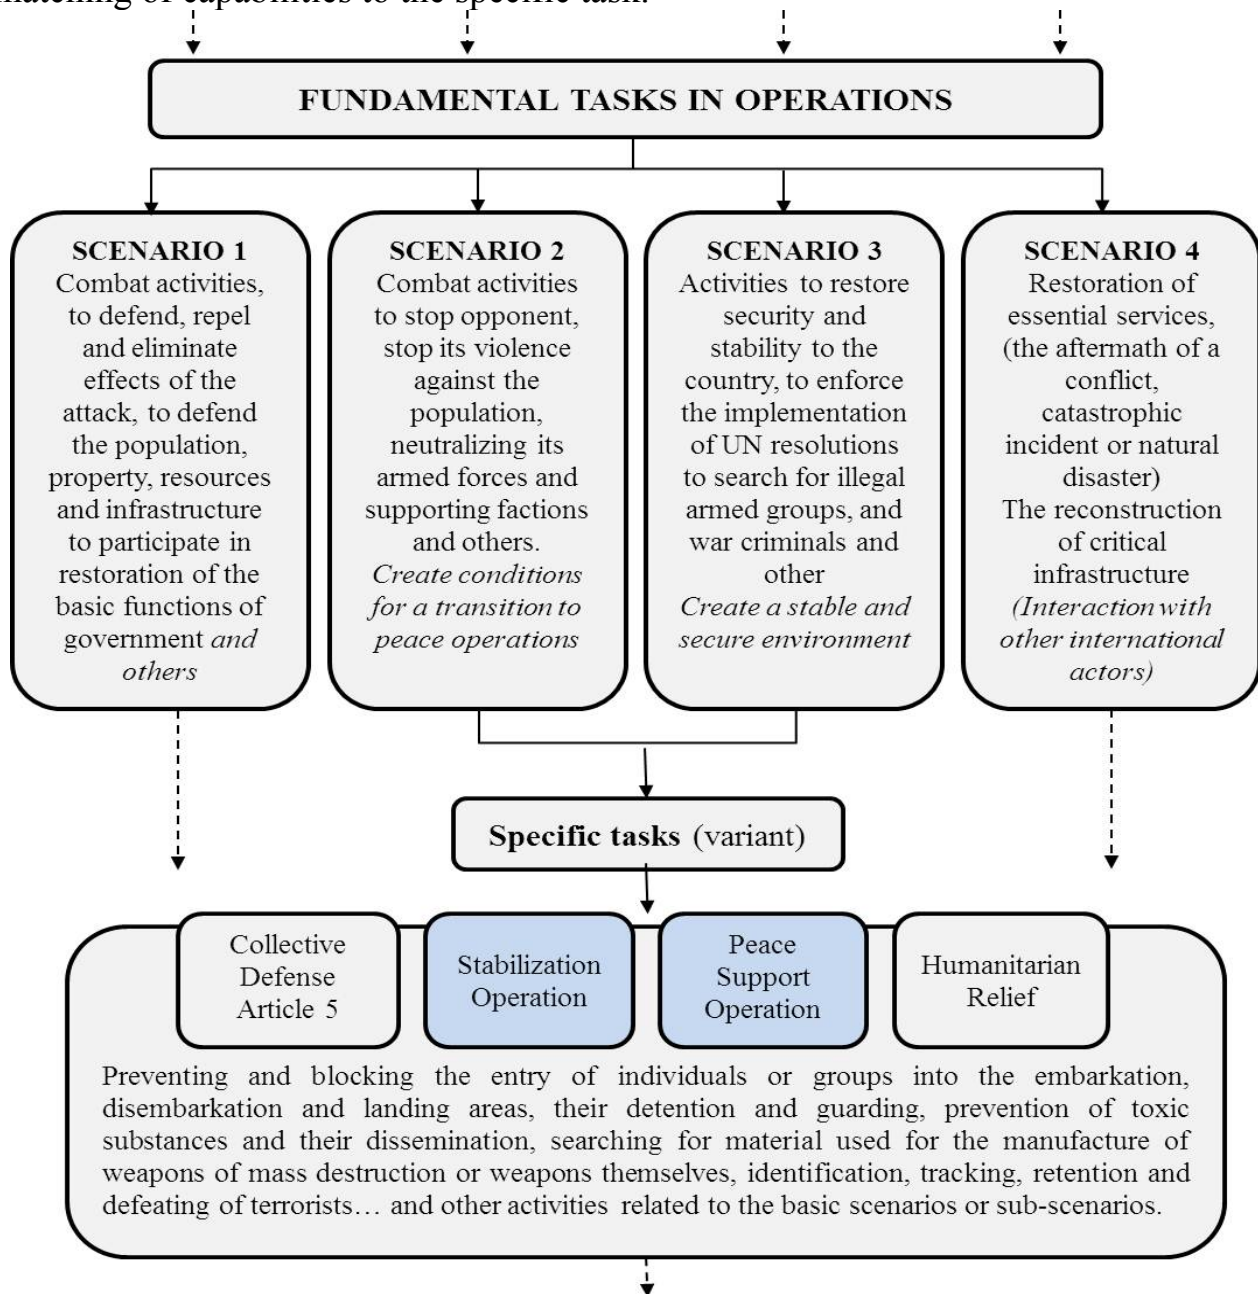 matching of capabilities to the specific task.
FUNDAMENTAL TASKS IN OPERATIONS
SCENARIO 1
Combat activities,
to defend, repel
and eliminate
effects of the
attack, to defend
the population,
property, resources
and infrastructure
to participate in
restoration of the
basic functions of
government and
others
SCENARIO 2
Combat activities
to stop opponent,
stop its violence
against the
population,
neutralizing its
armed forces and
supporting factions
and others.
Create conditions
for a transition to
peace operations
SCENARIO 3
Activities to restore
security and
stability to the
country, to enforce
the implementation
of UN resolutions
to search for illegal
armed groups, and
war criminals and
other
Create a stable and
secure environment
SCENARIO 4
Restoration of
essential services,
(the aftermath of a
conflict,
catastrophic
incident or natural
disaster)
The reconstruction
of critical
infrastructure
(Interaction with
other international
actors)
Specific tasks (variant)
Collective
Defense
Article 5
Stabilization
Operation
Peace
Support
Operation
Humanitarian
Relief
Preventing and blocking the entry of individuals or groups into the embarkation,
disembarkation and landing areas, their detention and guarding, prevention of toxic
substances and their dissemination, searching for material used for the manufacture of
weapons of mass destruction or weapons themselves, identification, tracking, retention and
defeating of terrorists… and other activities related to the basic scenarios or sub-scenarios.